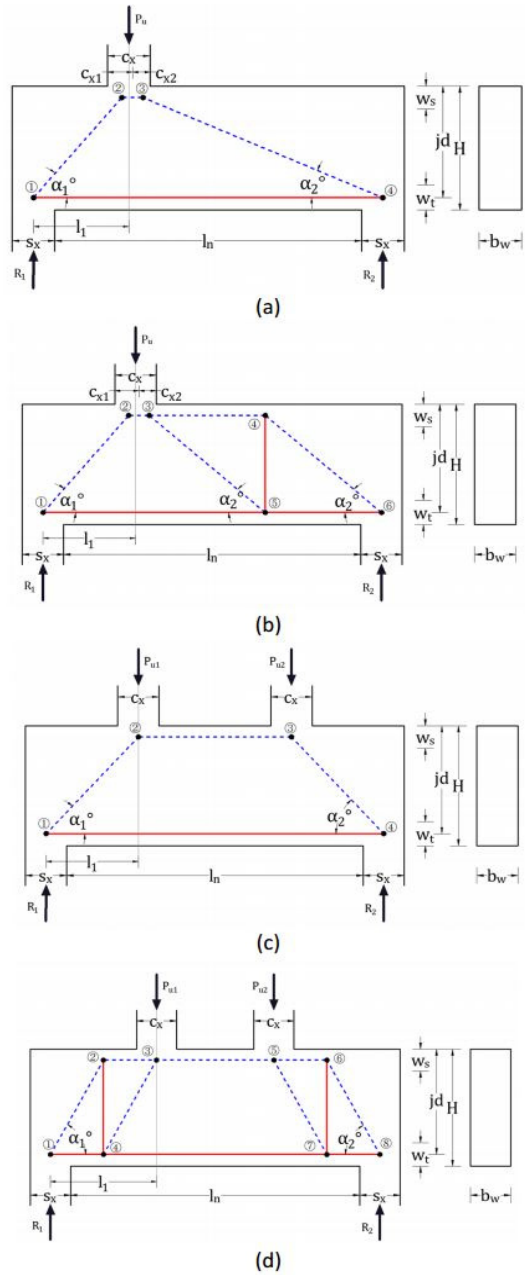 Pu
cx
cx1 cx2
② ③
ws
jd H
① α1° α2° ④ wt
l1
sx ln sx bw
R1 R2
(a)
Pu
cx
cx1 cx2
② ③ ④
ws
jd H
① α1° α2° ⑤ α2° ⑥ wt
l1
sx ln sx bw
R1 R2
(b)
Pu1 Pu2
cx cx
② ③
ws
jd H
① α1° α2° ④ wt
l1
sx ln sx bw
R1 R2
(c)
Pu1 Pu2
cx cx
② ③ ⑤ ⑥
ws
jd H
① α1° ④ ⑦ α2° ⑧ wt
l1
sx ln sx bw
R1 R2
(d)